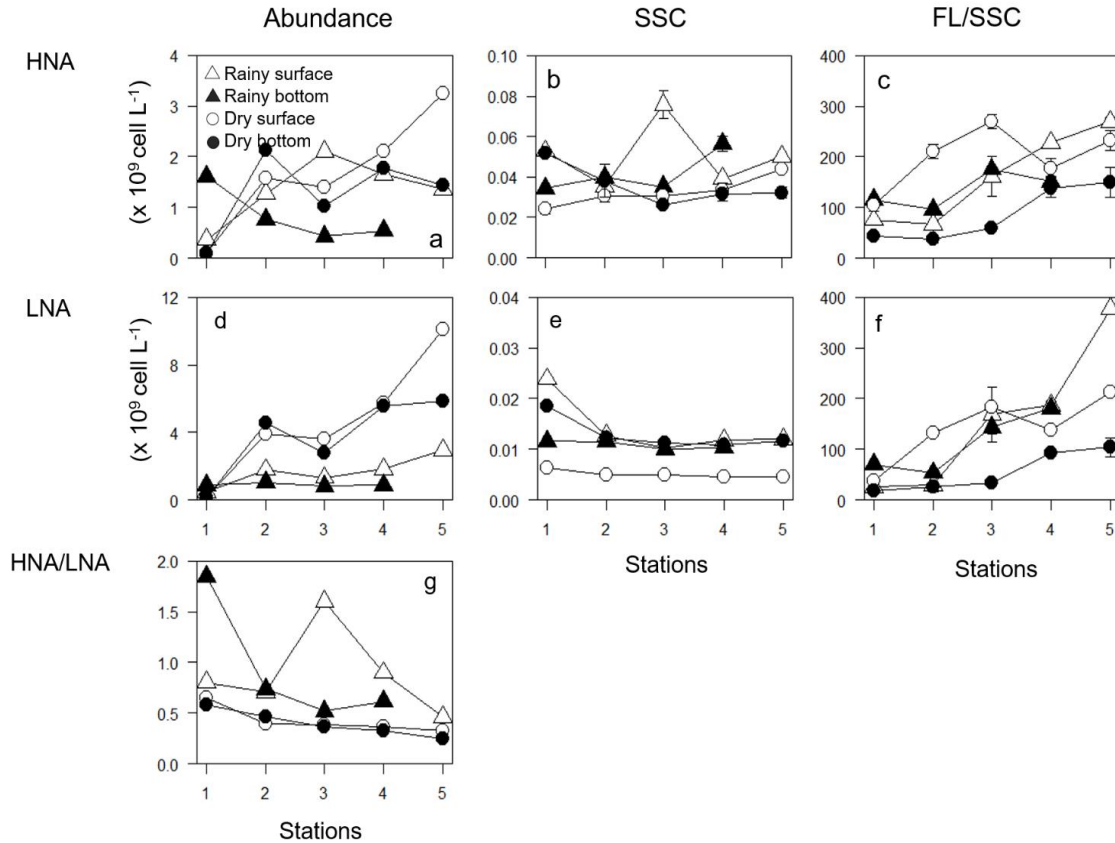 Abundance SSC FL/SSC
HNA
(x 10⁹ cell L⁻¹)
4
3
2
1
0
Rainy surface
Rainy bottom
Dry surface
Dry bottom
a
0.10
0.08
0.06
0.04
0.02
0.00
b
400
300
200
100
0
c
LNA
(x 10⁹ cell L⁻¹)
12
8
4
0
d
1 2 3 4 5
0.04
0.03
0.02
0.01
0.00
e
1 2 3 4 5
Stations
400
300
200
100
0
f
1 2 3 4 5
Stations
HNA/LNA
2.0
1.5
1.0
0.5
0.0
g
1 2 3 4 5
Stations